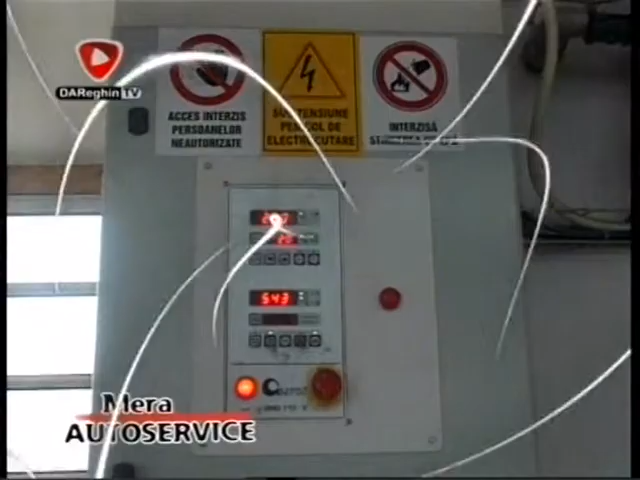 DAReghin TV
ACCES INTERZIS
PERSOANELOR
NEAUTORIZATE
SUB TENSIUNE
PERICOL DE
ELECTROCUTARE
INTERZISĂ
543
Mera
AUTOSERVICE